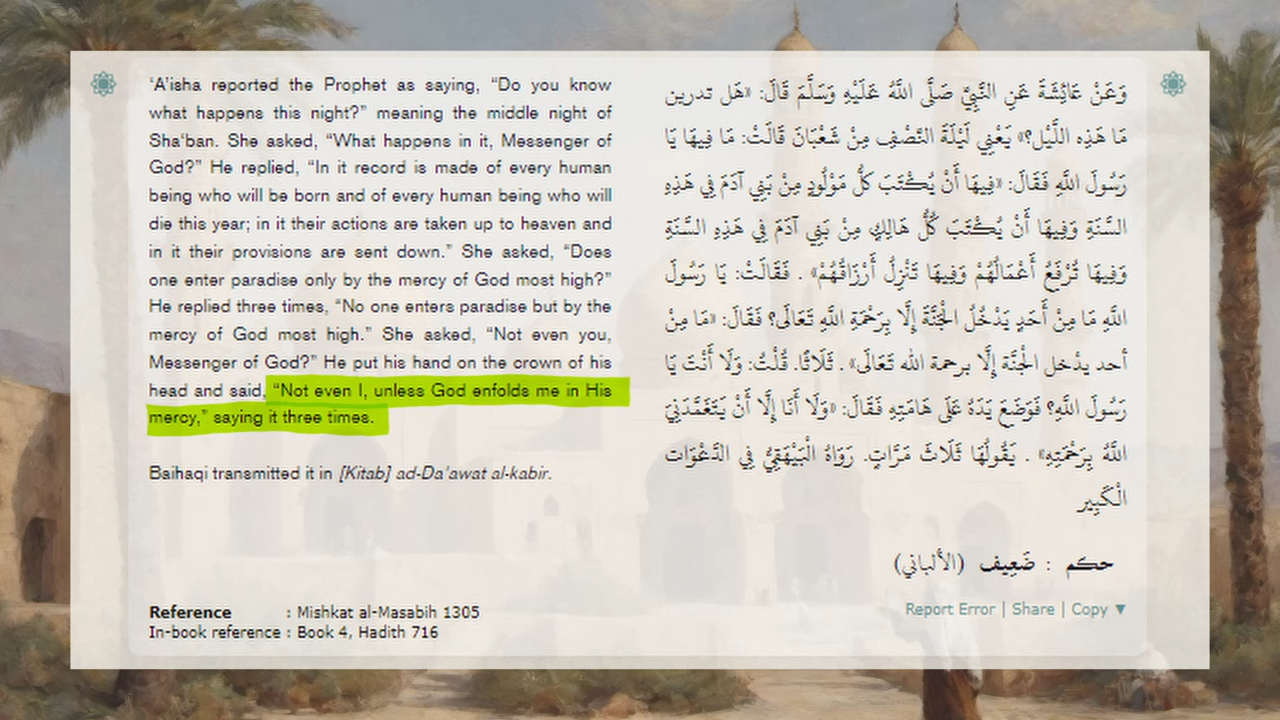 ‘A’isha reported the Prophet as saying, “Do you know
what happens this night?” meaning the middle night of
Sha‘ban. She asked, “What happens in it, Messenger of
God?” He replied, “In it record is made of every human
being who will be born and of every human being who will
die this year; in it their actions are taken up to heaven and
in it their provisions are sent down.” She asked, “Does
one enter paradise only by the mercy of God most high?”
He replied three times, “No one enters paradise but by the
mercy of God most high.” She asked, “Not even you,
Messenger of God?” He put his hand on the crown of his
head and said, “Not even I, unless God enfolds me in His
mercy,” saying it three times.
Baihaqi transmitted it in [Kitab] ad-Da’awat al-kabir.
وَعَنْ عَائِشَةَ عَنِ النَّبِيِّ صَلَّى اللَّهُ عَلَيْهِ وَسَلَّمَ قَالَ: «هَل تدرين
مَا هَذِه اللَّيْل؟» يَعْنِي لَيْلَةَ النِّصْفِ مِنْ شَعْبَانَ قَالَتْ: مَا فِيهَا يَا
رَسُولَ اللَّهِ فَقَالَ: «فِيهَا أَنْ يُكْتَبَ كلُّ مَوْلُودٍ مِنْ بَنِي آدَمَ فِي هَذِهِ
السَّنَةِ وَفِيهَا أَنْ يُكْتَبَ كُلُّ هَالِكٍ مِنْ بَنِي آدَمَ فِي هَذِهِ السَّنَةِ
وَفِيهَا تُرْفَعُ أَعْمَالُهُمْ وَفِيهَا تَنْزِلُ أَرْزَاقُهُمْ» . فَقَالَتْ: يَا رَسُولَ
اللَّهِ مَا مِنْ أَحَدٍ يَدْخُلُ الْجَنَّةَ إِلَّا بِرَحْمَةِ اللَّهِ تَعَالَى؟ فَقَالَ: «مَا مِنْ
أحد يدْخل الْجنَّة إِلَّا برحمة الله تَعَالَى» . ثَلَاثًا. قُلْتُ: وَلَا أَنْتَ يَا
رَسُولَ اللَّهِ؟ فَوَضَعَ يَدَهُ عَلَى هَامَتِهِ فَقَالَ: «وَلَا أَنَا إِلَّا أَنْ يَتَغَمَّدَنِيَ
اللَّهُ بِرَحْمَتِهِ» . يَقُولُهَا ثَلَاثَ مَرَّاتٍ. رَوَاهُ الْبَيْهَقِيُّ فِي الدَّعْوَات
الْكَبِير
حكم : ضَعِيف (الألباني)
Reference : Mishkat al-Masabih 1305
In-book reference : Book 4, Hadith 716
Report Error | Share | Copy ▼